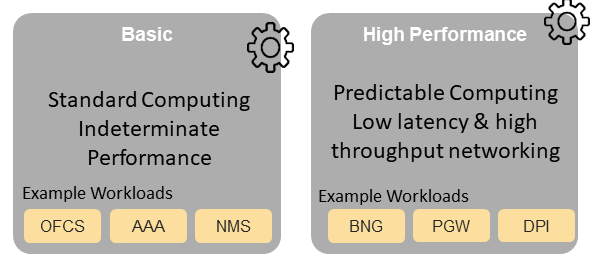 Basic
Standard Computing
Indeterminate
Performance
Example Workloads
OFCS AAA NMS
High Performance
Predictable Computing
Low latency & high
throughput networking
Example Workloads
BNG PGW DPI